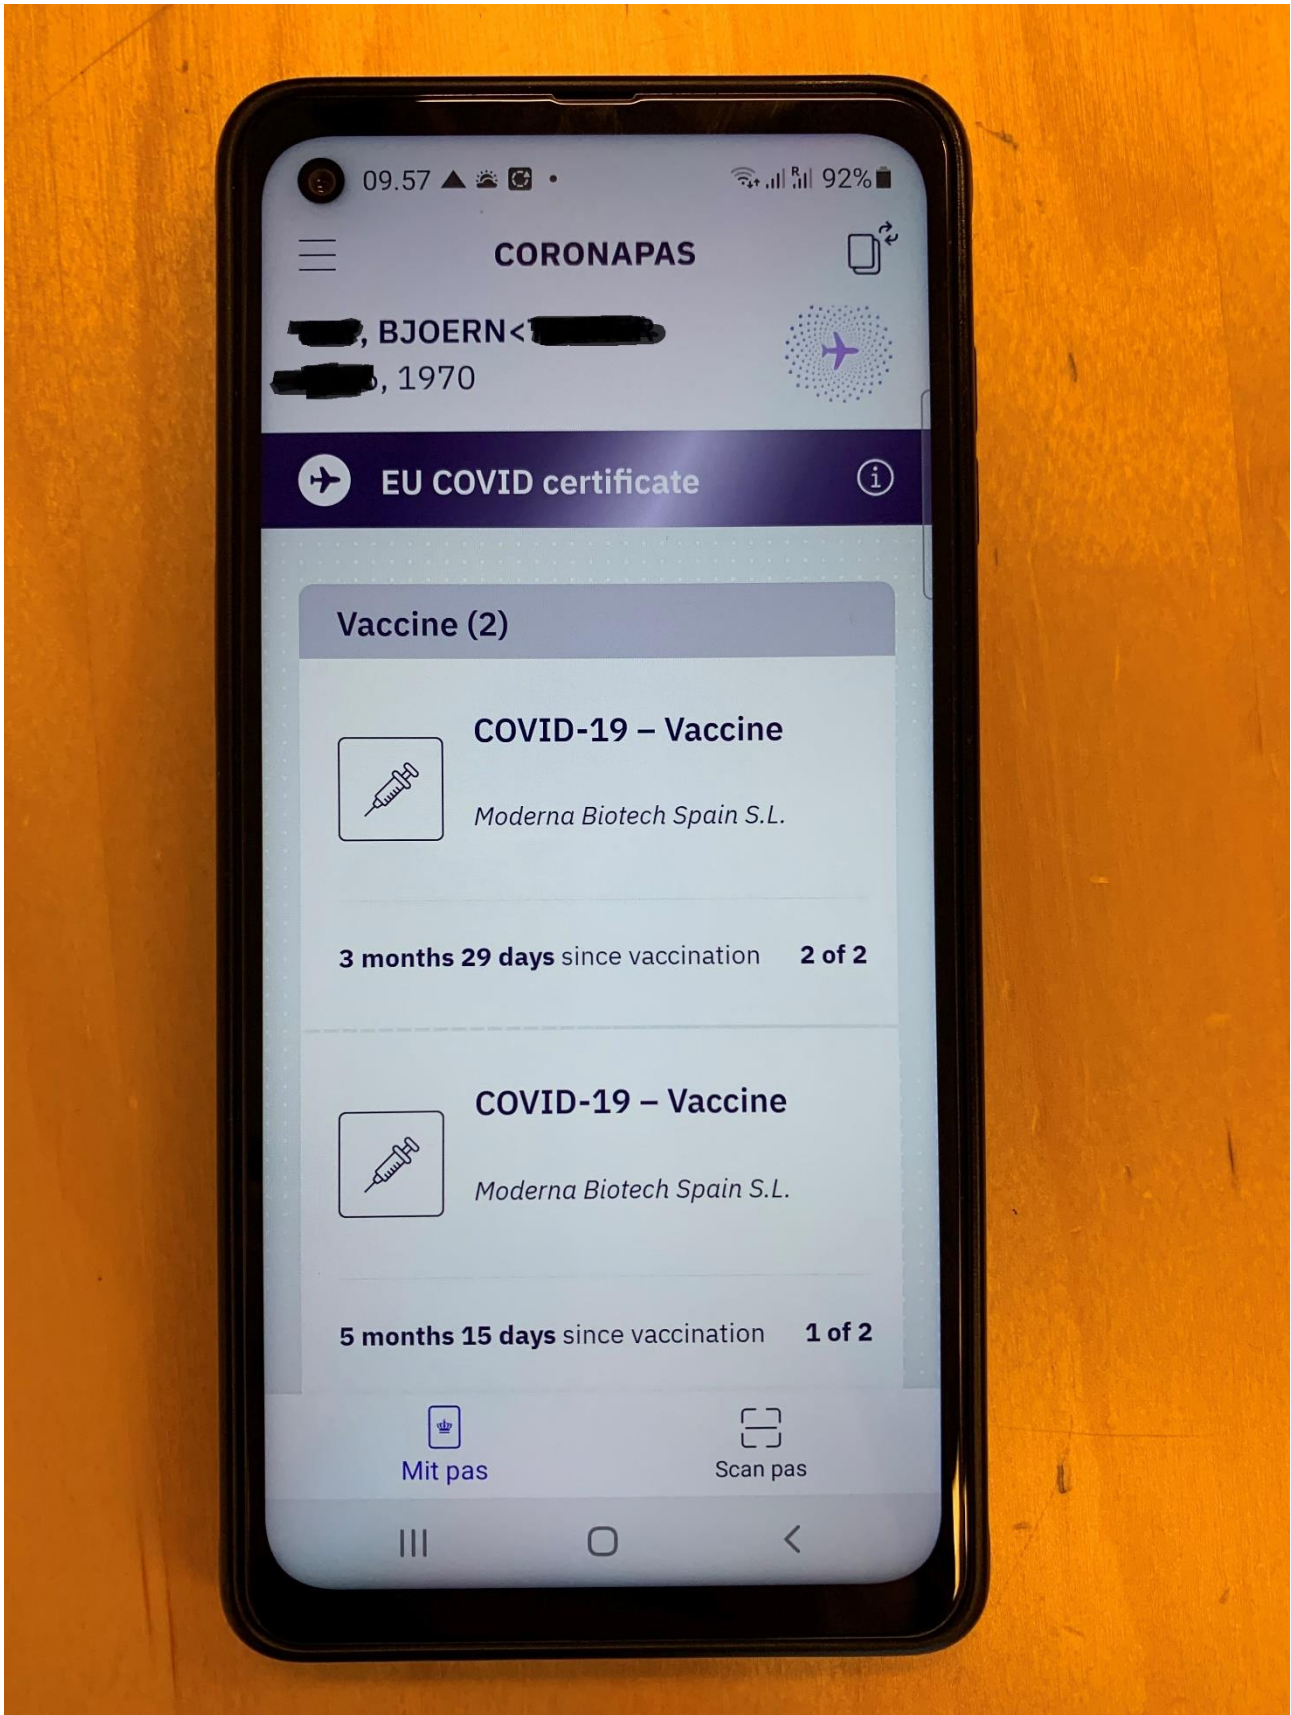 09.57 92%
CORONAPAS
, BJOERN<
, 1970
EU COVID certificate
Vaccine (2)
COVID-19 – Vaccine
Moderna Biotech Spain S.L.
3 months 29 days since vaccination 2 of 2
COVID-19 – Vaccine
Moderna Biotech Spain S.L.
5 months 15 days since vaccination 1 of 2
Mit pas Scan pas